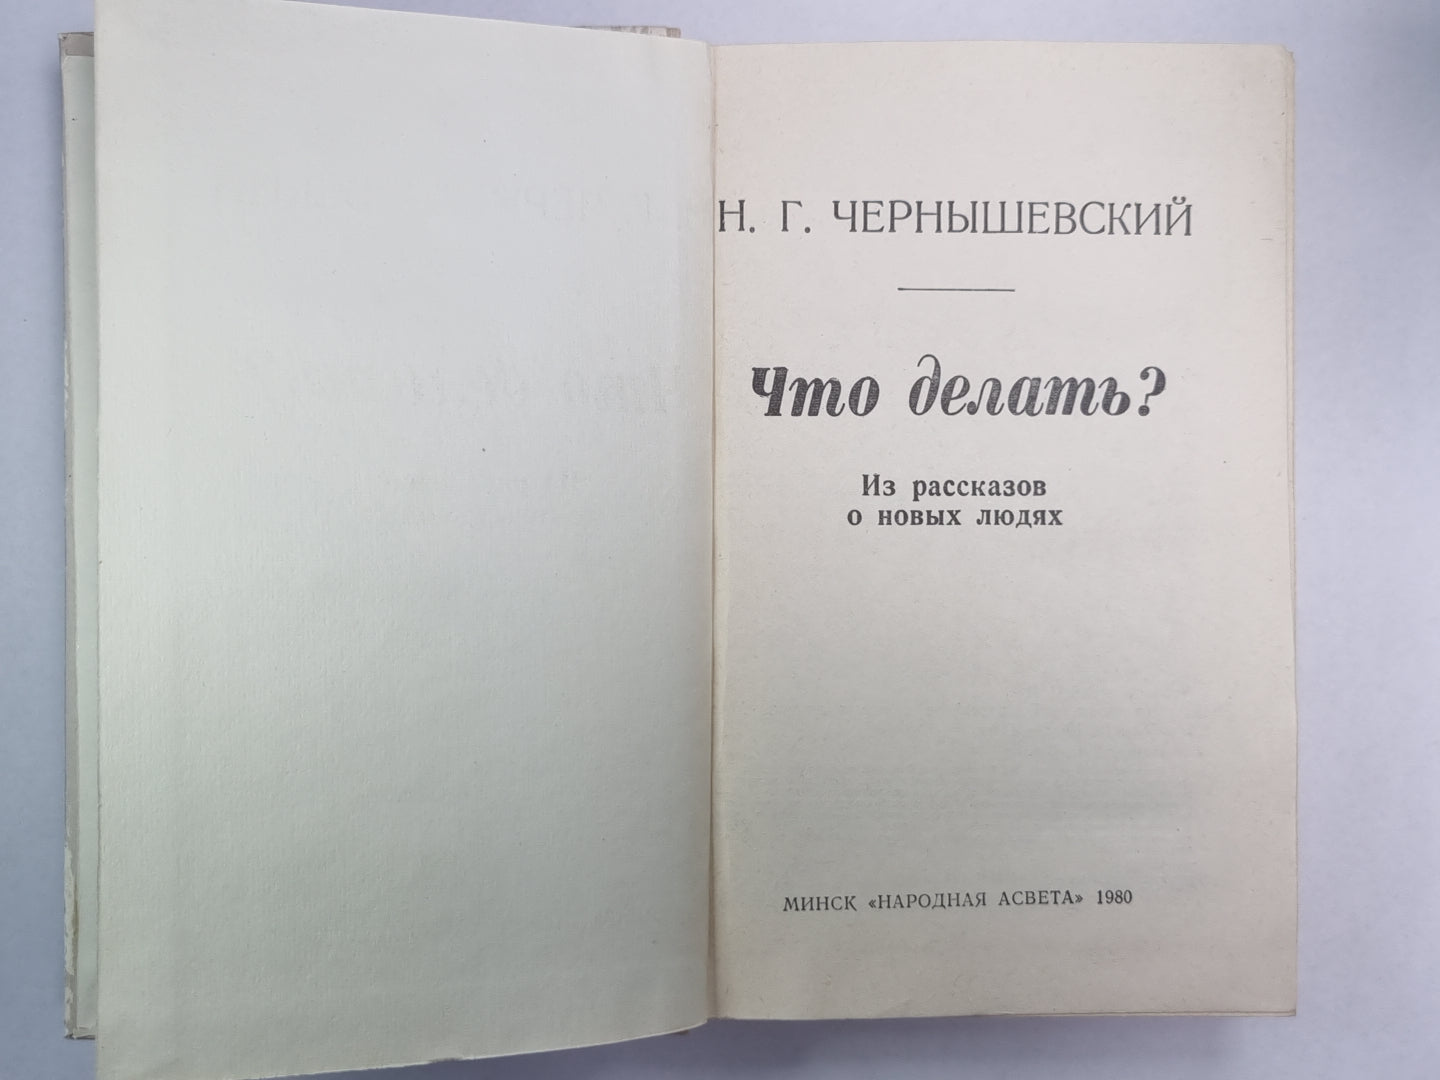 Н. Г. ЧЕРНЫШЕВСКИЙ
Что делать?
Из рассказов
о новых людях
МИНСК «НАРОДНАЯ АСВЕТА» 1980